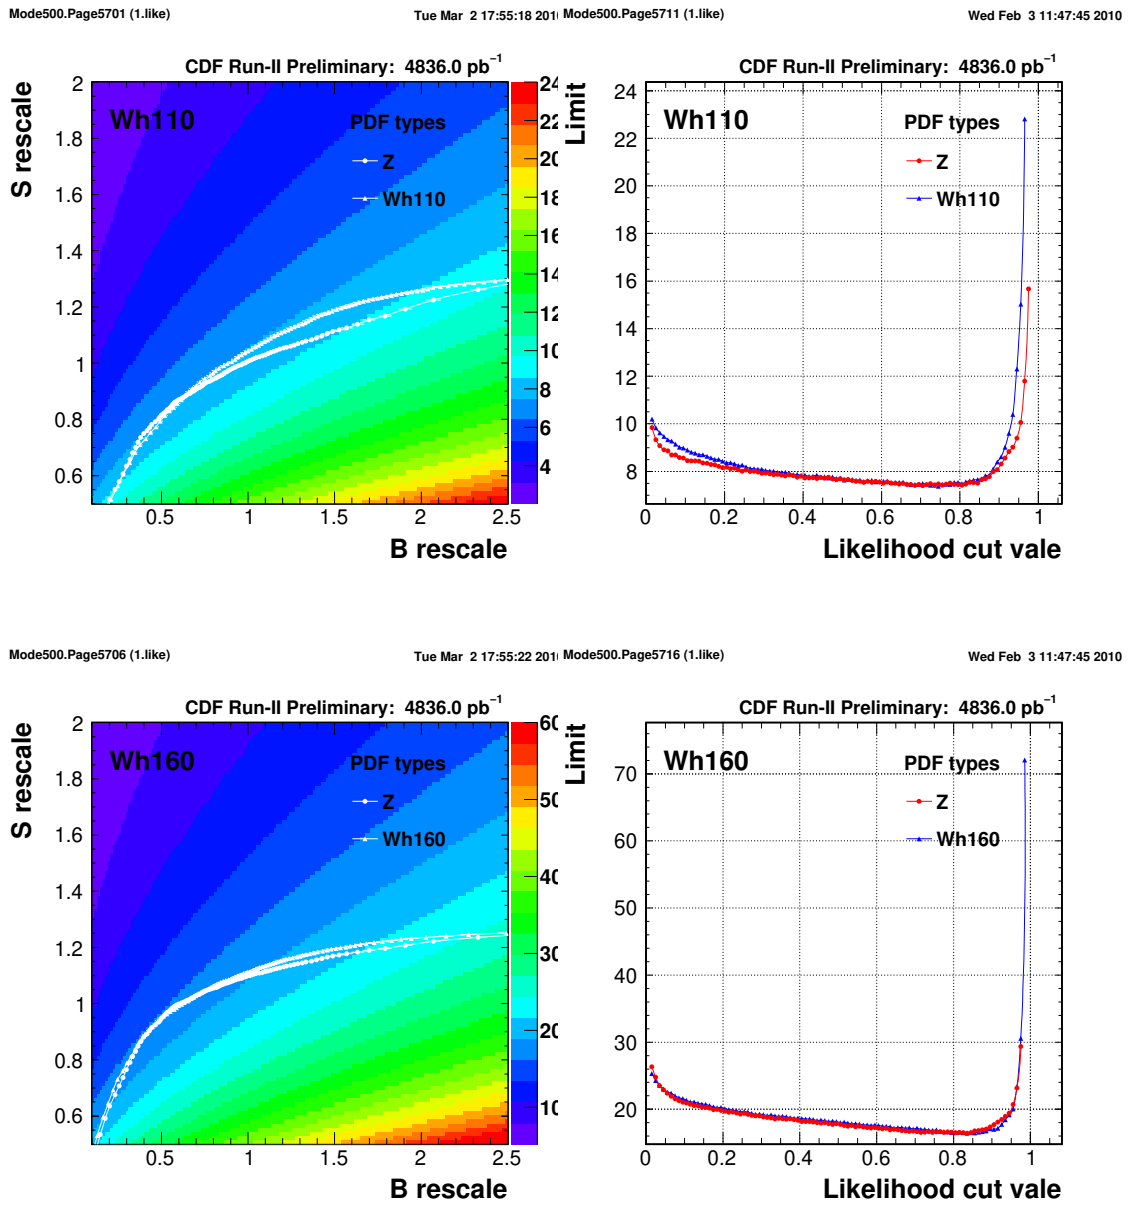 Mode500.Page5701 (1.like)
Tue Mar 2 17:55:18 201
CDF Run-II Preliminary: 4836.0 pb⁻¹
S rescale
Wh110
PDF types
Z
Wh110
2
1.8
1.6
1.4
1.2
1
0.8
0.6
0.5
1
1.5
2
2.5
B rescale
24
22
20
18
16
14
12
10
8
6
4
Limit
Mode500.Page5711 (1.like)
Wed Feb 3 11:47:45 2010
CDF Run-II Preliminary: 4836.0 pb⁻¹
Wh110
PDF types
Z
Wh110
24
22
20
18
16
14
12
10
8
0
0.2
0.4
0.6
0.8
1
Likelihood cut vale
Mode500.Page5706 (1.like)
Tue Mar 2 17:55:22 201
CDF Run-II Preliminary: 4836.0 pb⁻¹
S rescale
Wh160
PDF types
Z
Wh160
2
1.8
1.6
1.4
1.2
1
0.8
0.6
0.5
1
1.5
2
2.5
B rescale
60
50
40
30
20
10
Limit
Mode500.Page5716 (1.like)
Wed Feb 3 11:47:45 2010
CDF Run-II Preliminary: 4836.0 pb⁻¹
Wh160
PDF types
Z
Wh160
70
60
50
40
30
20
0
0.2
0.4
0.6
0.8
1
Likelihood cut vale